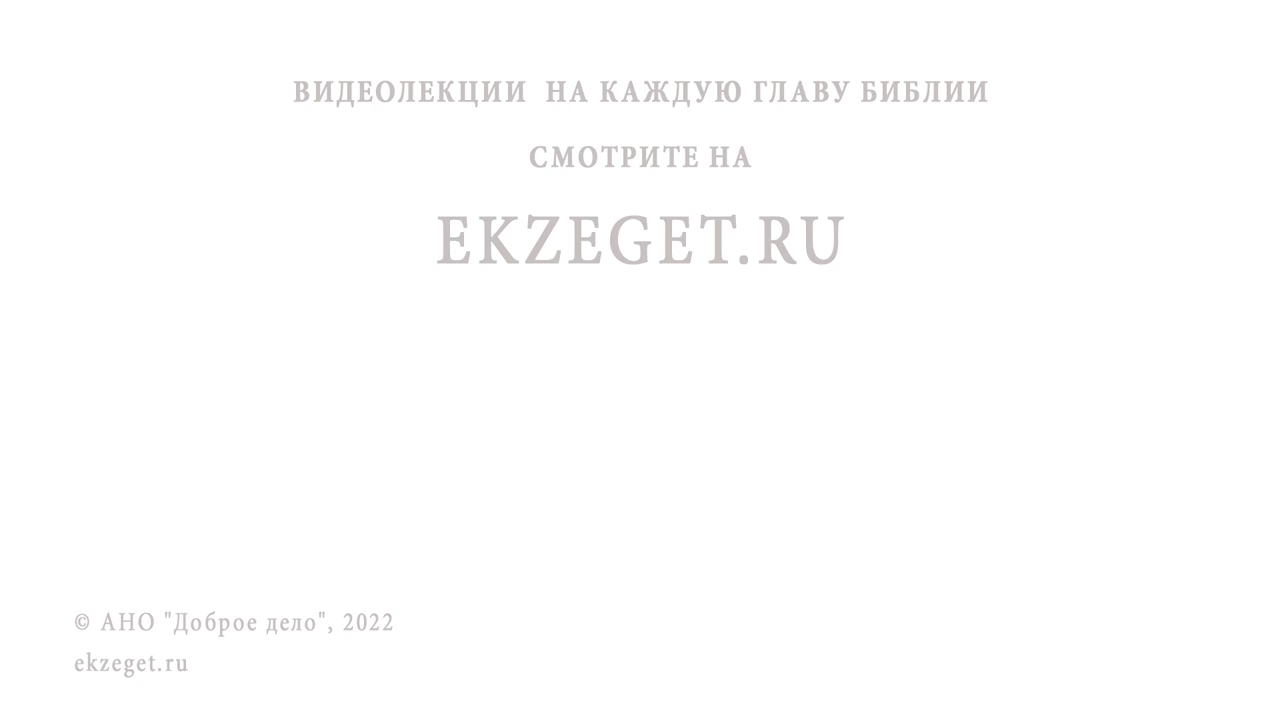 ВИДЕОЛЕКЦИИ НА КАЖДУЮ ГЛАВУ БИБЛИИ
СМОТРИТЕ НА
EKZEGET.RU
© АНО "Доброе дело", 2022
ekzeget.ru